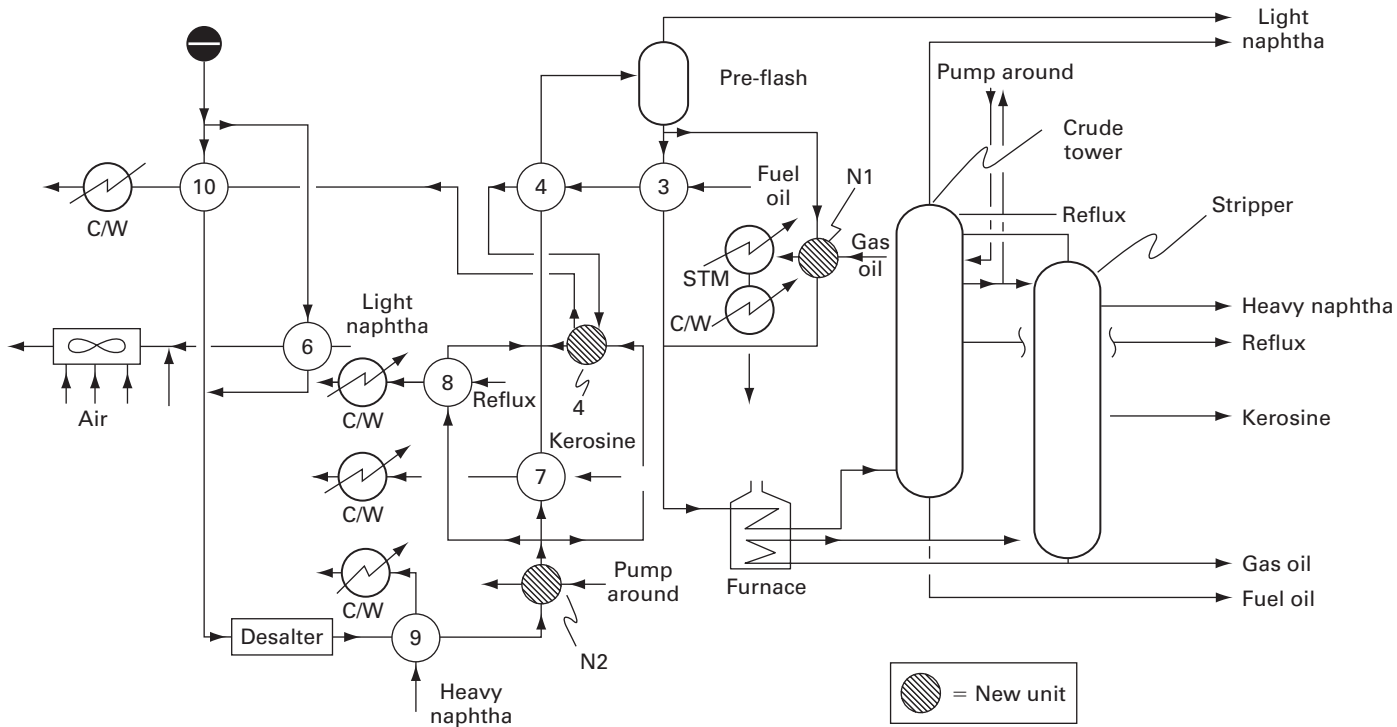 Light
naphtha
Pre-flash
Pump around
Crude
tower
10
4
3
Fuel
oil
N1
C/W
Reflux
Stripper
Gas
oil
STM
C/W
Light
naphtha
Heavy naphtha
6
Reflux
8
Reflux
4
C/W
Air
Kerosine
Kerosine
7
C/W
Pump
around
Furnace
Gas oil
Fuel oil
C/W
Desalter
9
N2
Heavy
naphtha
= New unit